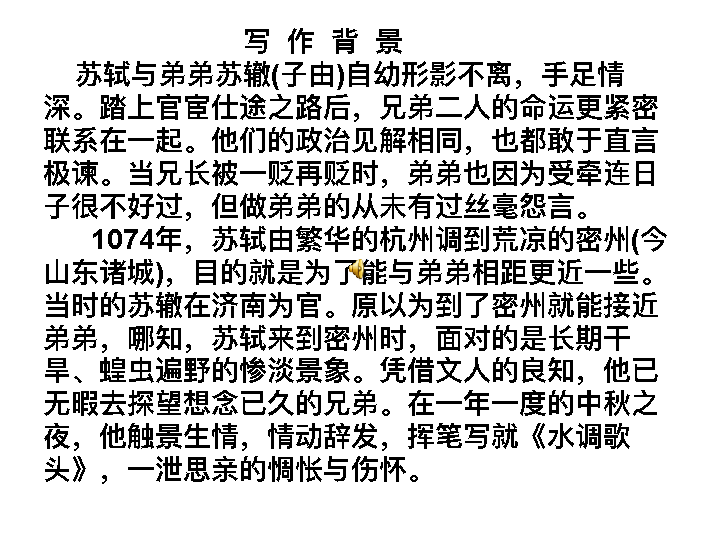 写 作 背 景
苏轼与弟弟苏辙(子由)自幼形影不离，手足情
深。踏上官宦仕途之路后，兄弟二人的命运更紧密
联系在一起。他们的政治见解相同，也都敢于直言
极谏。当兄长被一贬再贬时，弟弟也因为受牵连日
子很不好过，但做弟弟的从未有过丝毫怨言。
1074年，苏轼由繁华的杭州调到荒凉的密州(今
山东诸城)，目的就是为了能与弟弟相距更近一些。
当时的苏辙在济南为官。原以为到了密州就能接近
弟弟，哪知，苏轼来到密州时，面对的是长期干
旱、蝗虫遍野的惨淡景象。凭借文人的良知，他已
无暇去探望想念已久的兄弟。在一年一度的中秋之
夜，他触景生情，情动辞发，挥笔写就《水调歌
头》，一泄思亲的惆怅与伤怀。